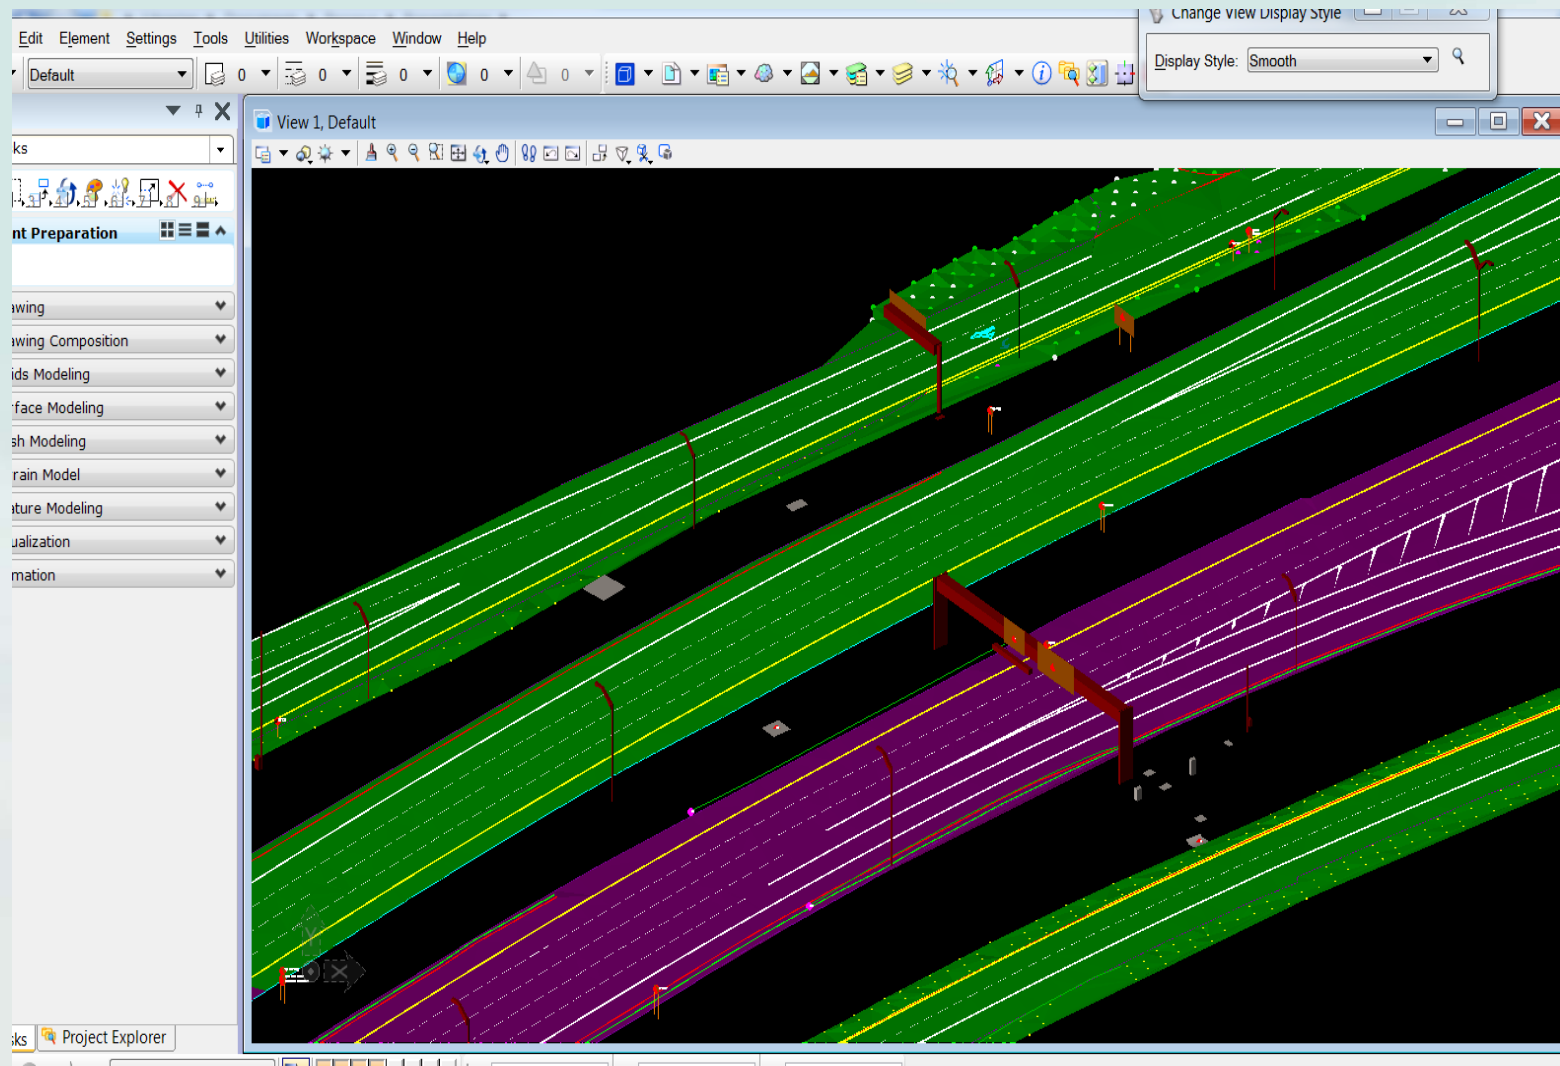 Change View Display Style
Edit Element Settings Tools Utilities Workspace Window Help
Default 0 0 0 0 0
Display Style: Smooth
View 1, Default
ks
nt Preparation
awing
awing Composition
ids Modeling
rface Modeling
sh Modeling
rain Model
ature Modeling
ualization
mation
Y
X
sks Project Explorer